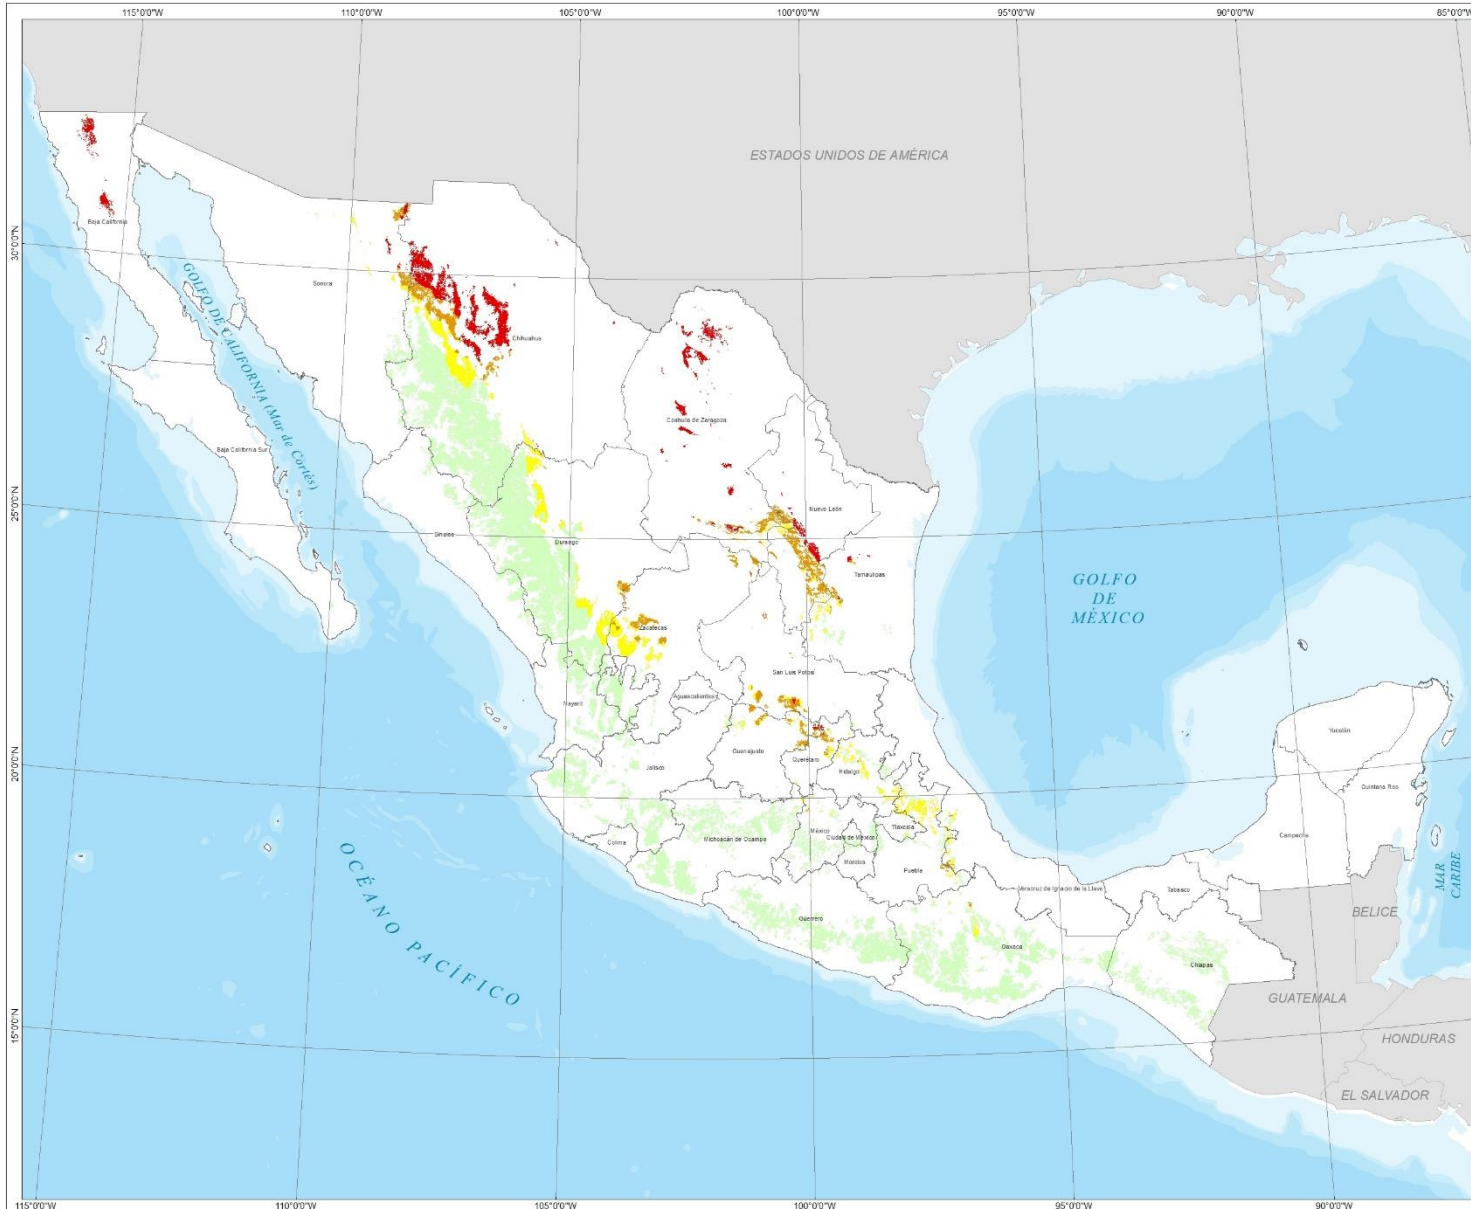 115°0'0"W 110°0'0"W 105°0'0"W 100°0'0"W 95°0'0"W 90°0'0"W 85°0'0"W
ESTADOS UNIDOS DE AMÉRICA
30°0'0"N
Baja California
Sonora
Chihuahua
GOLFO DE CALIFORNIA (Mar de Cortés)
Coahuila de Zaragoza
Baja California Sur
25°0'0"N
Nuevo León
Sinaloa
Durango
Tamaulipas
GOLFO
DE
MÉXICO
Zacatecas
San Luis Potosí
Nayarit
Aguascalientes
Yucatán
20°0'0"N
Guanajuato
Querétaro
Hidalgo
Jalisco
Quintana Roo
Colima
Michoacán de Ocampo
México
Tlaxcala
Ciudad de México
Campeche
Morelos
Puebla
MAR
CARIBE
Veracruz de Ignacio de la Llave
Tabasco
OCÉANO PACÍFICO
Guerrero
Oaxaca
Chiapas
BELICE
GUATEMALA
15°0'0"N
HONDURAS
EL SALVADOR
115°0'0"W 110°0'0"W 105°0'0"W 100°0'0"W 95°0'0"W 90°0'0"W